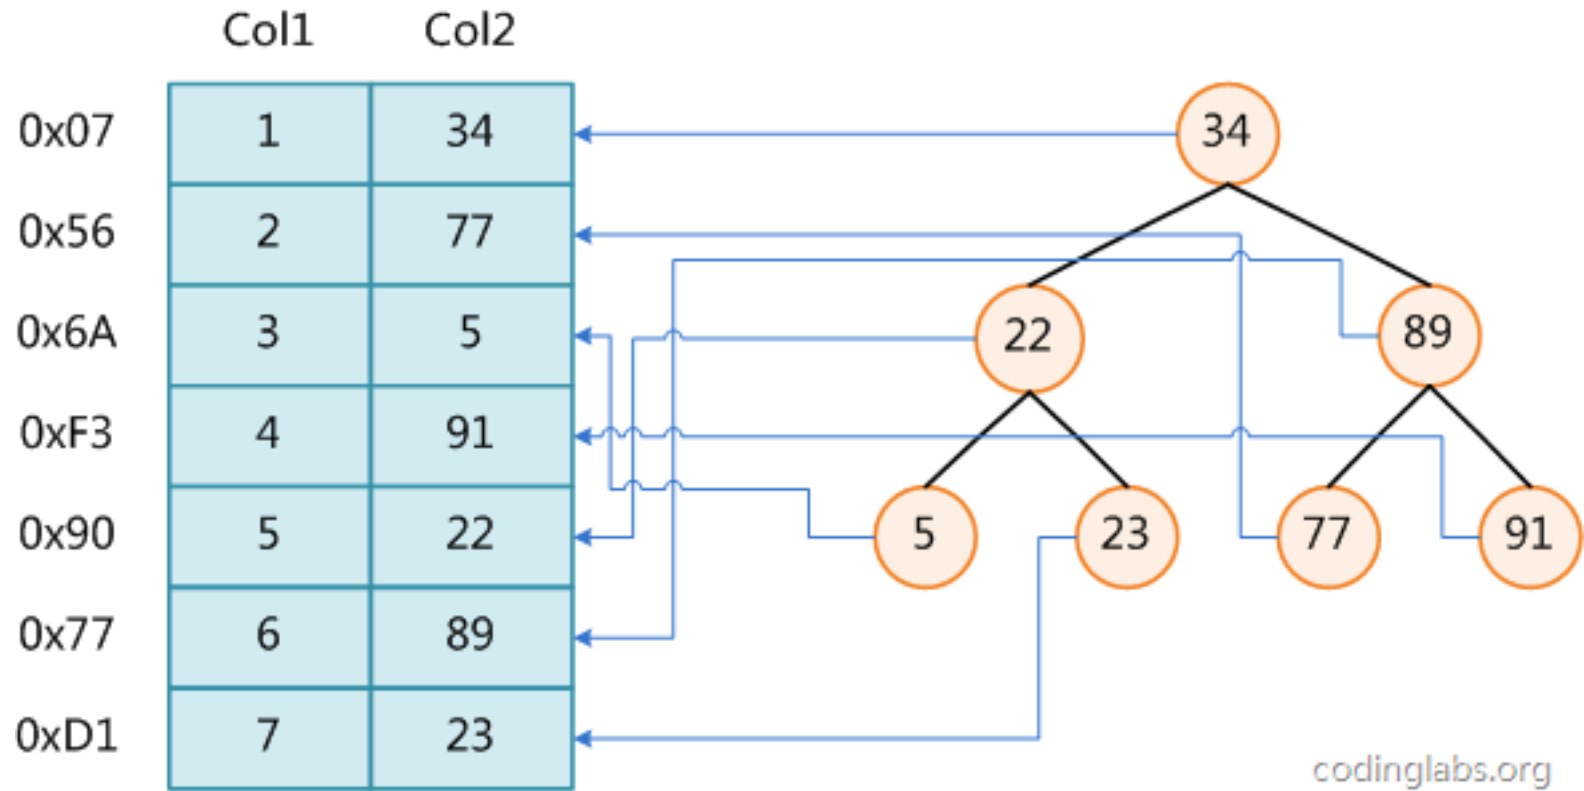 Col1 Col2
0x07 1 34 34
0x56 2 77
0x6A 3 5 22 89
0xF3 4 91
0x90 5 22 5 23 77 91
0x77 6 89
0xD1 7 23
codinglabs.org